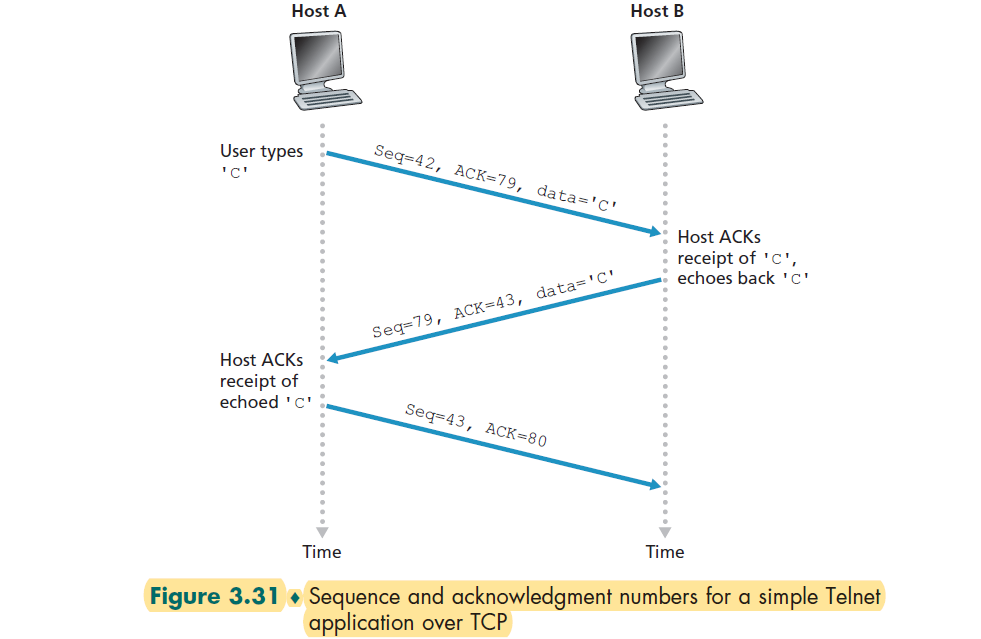 Host A
Host B
User types
'C'
Seq=42, ACK=79, data='C'
Host ACKs
receipt of 'C',
echoes back 'C'
Seq=79, ACK=43, data='C'
Host ACKs
receipt of
echoed 'C'
Seq=43, ACK=80
Time
Time
Figure 3.31 ♦ Sequence and acknowledgment numbers for a simple Telnet
application over TCP